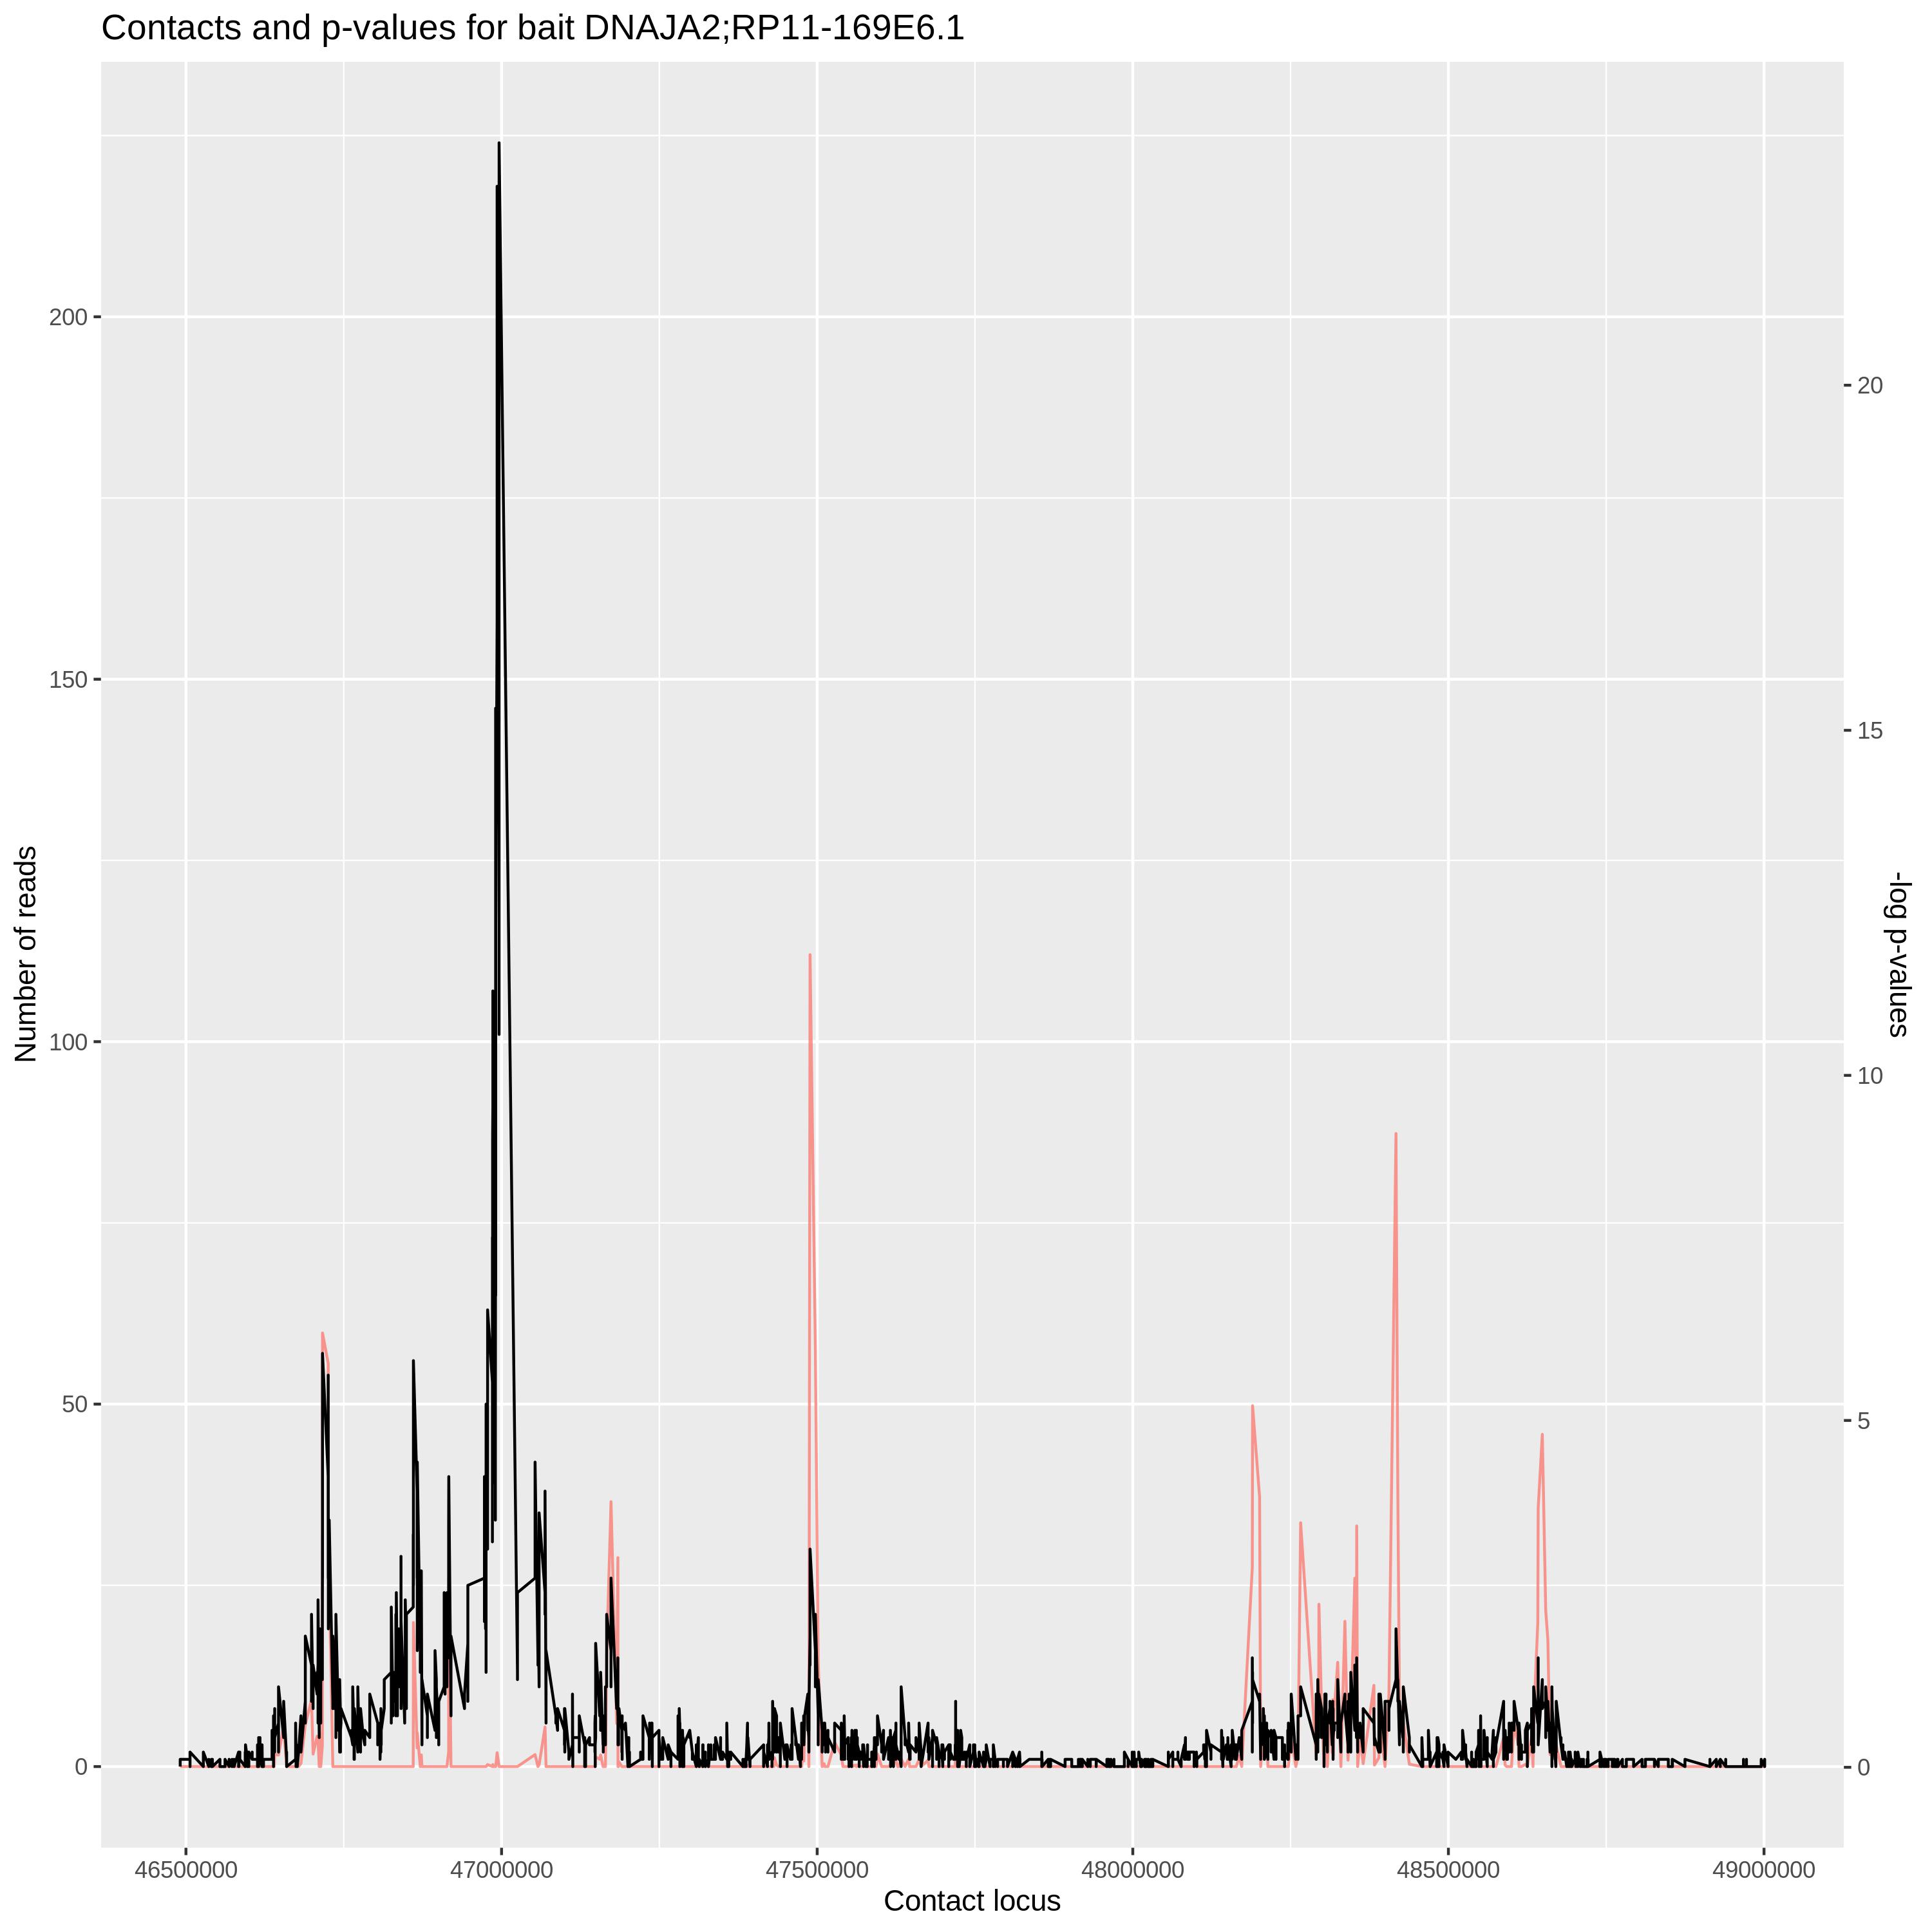 Contacts and p-values for bait DNAJA2;RP11-169E6.1
200
150
100
50
0
Number of reads
20
15
10
5
0
-log p-values
46500000 47000000 47500000 48000000 48500000 49000000
Contact locus